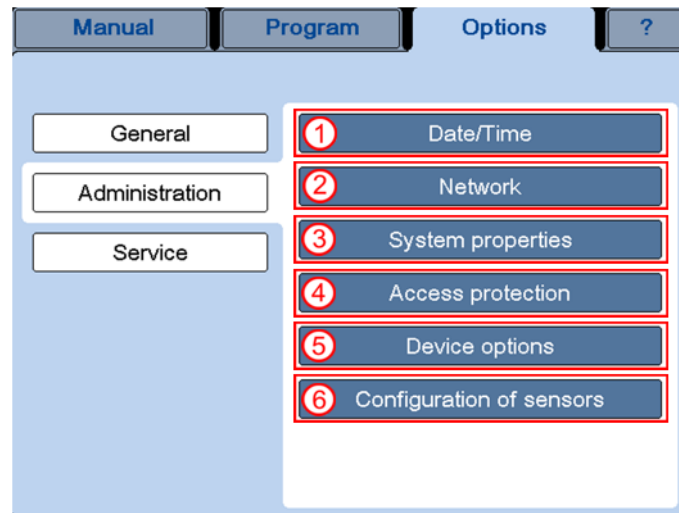 Manual Program Options ?
General
Administration
Service
1 Date/Time
2 Network
3 System properties
4 Access protection
5 Device options
6 Configuration of sensors